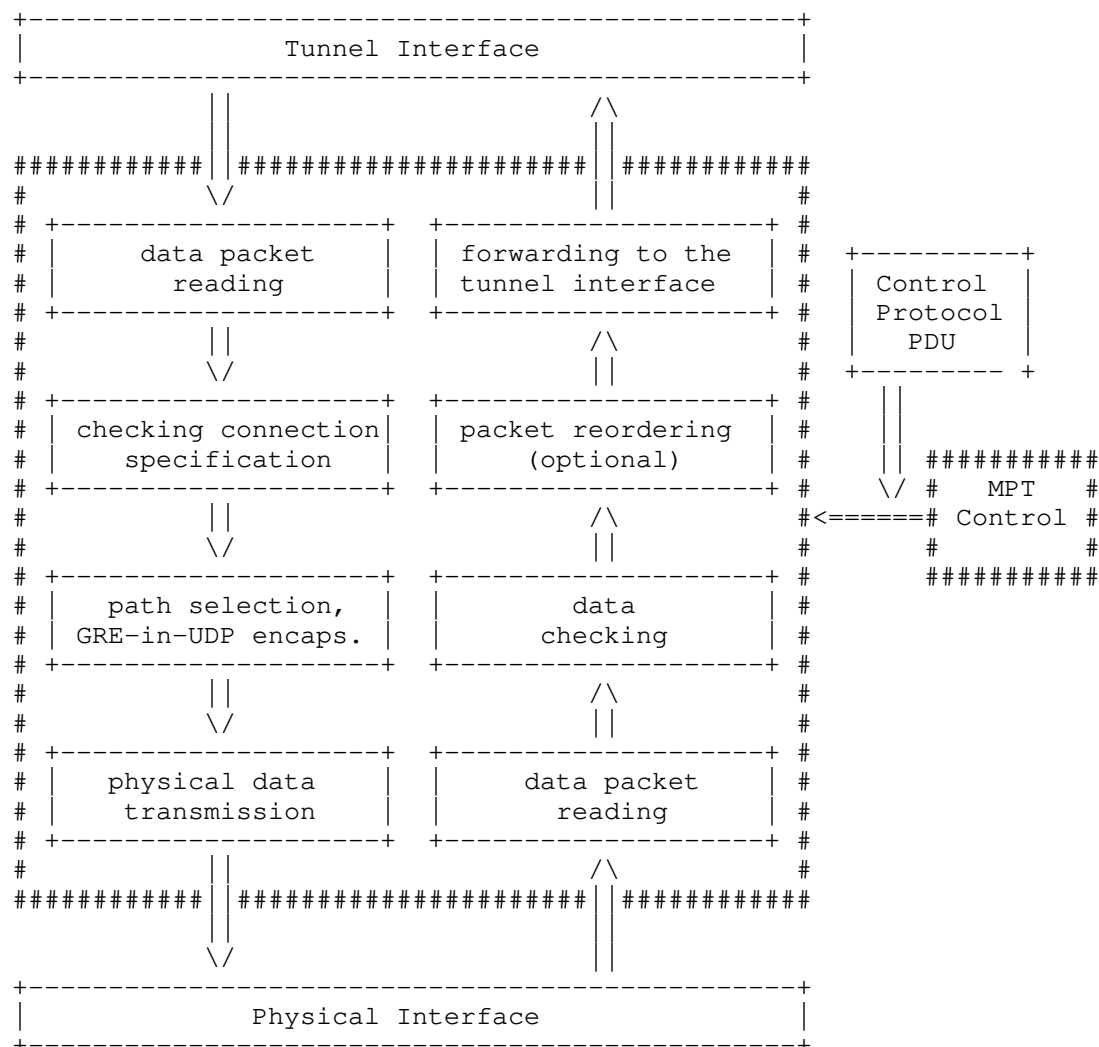 Tunnel Interface
data packet
reading
forwarding to the
tunnel interface
Control
Protocol
PDU
checking connection
specification
packet reordering
(optional)
MPT
Control
path selection,
GRE-in-UDP encaps.
data
checking
physical data
transmission
data packet
reading
Physical Interface